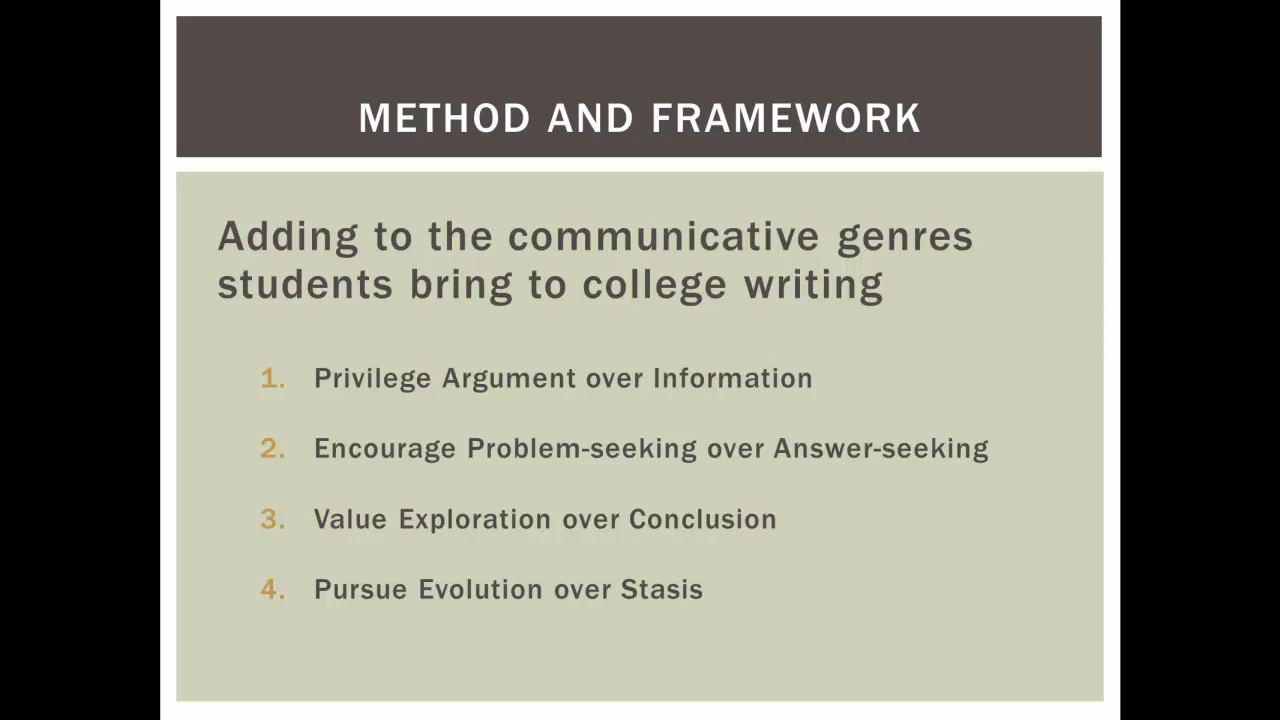 METHOD AND FRAMEWORK
Adding to the communicative genres
students bring to college writing
1. Privilege Argument over Information
2. Encourage Problem-seeking over Answer-seeking
3. Value Exploration over Conclusion
4. Pursue Evolution over Stasis